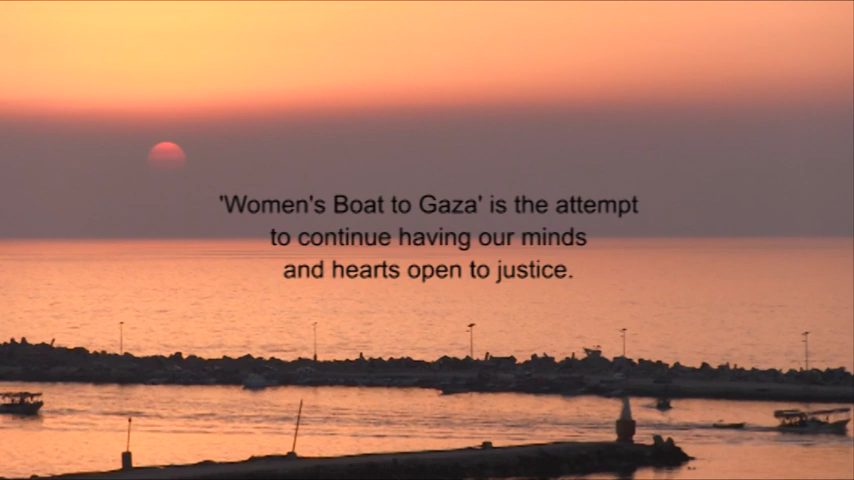 'Women's Boat to Gaza' is the attempt
to continue having our minds
and hearts open to justice.